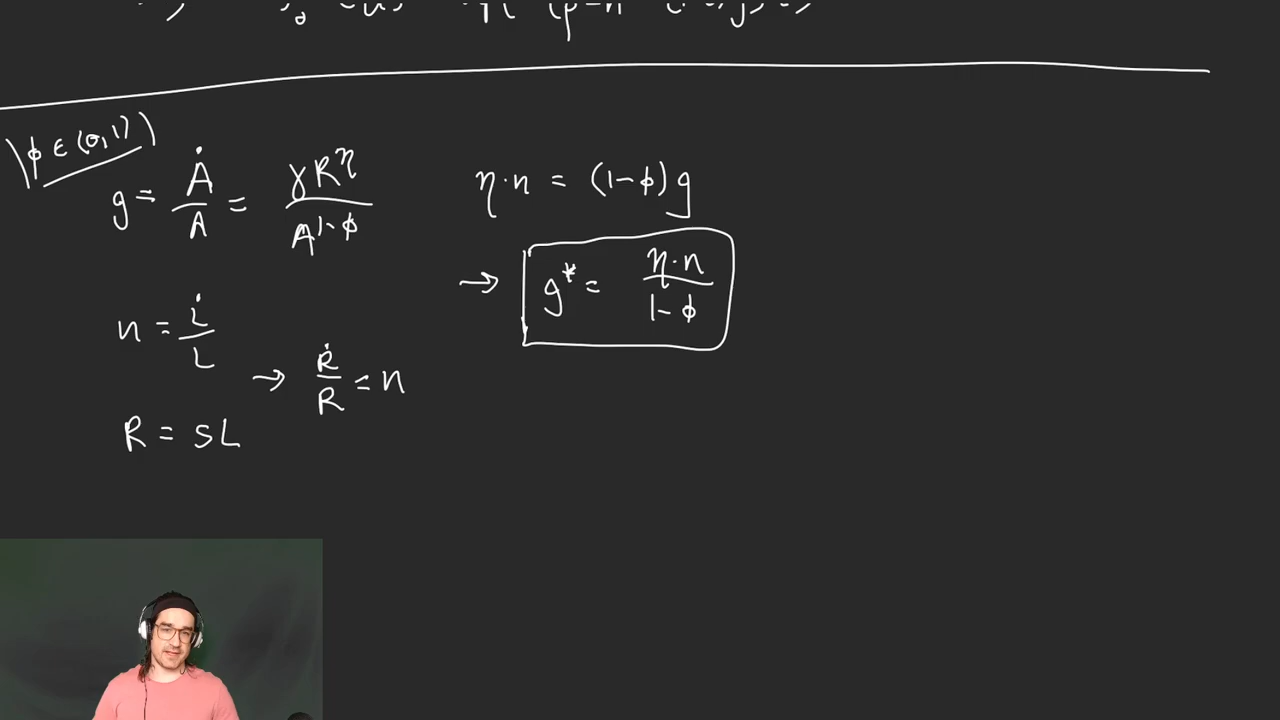 ϕ ∈ (0,1)
g = Ȧ/A = γR^η / A^{1-ϕ}
n = L̇/L
R = sL
→ Ṙ/R = n
η·n = (1-ϕ)g
→ g* = η·n / 1-ϕ